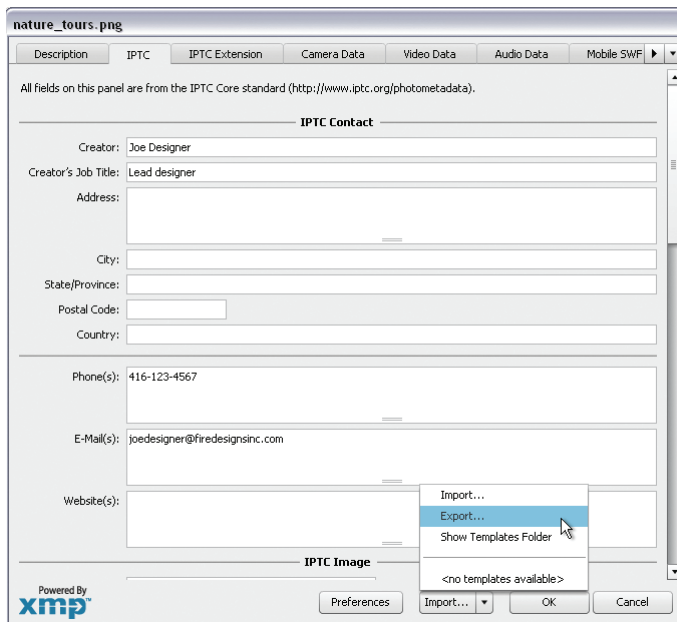 nature_tours.png
Description IPTC IPTC Extension Camera Data Video Data Audio Data Mobile SWF
All fields on this panel are from the IPTC Core standard (http://www.iptc.org/photometadata).
IPTC Contact
Creator: Joe Designer
Creator's Job Title: Lead designer
Address:
City:
State/Province:
Postal Code:
Country:
Phone(s): 416-123-4567
E-Mail(s): joedesigner@firedesignsinc.com
Website(s):
Import...
Export...
Show Templates Folder
<no templates available>
IPTC Image
Powered By
xmp™
Preferences Import... OK Cancel